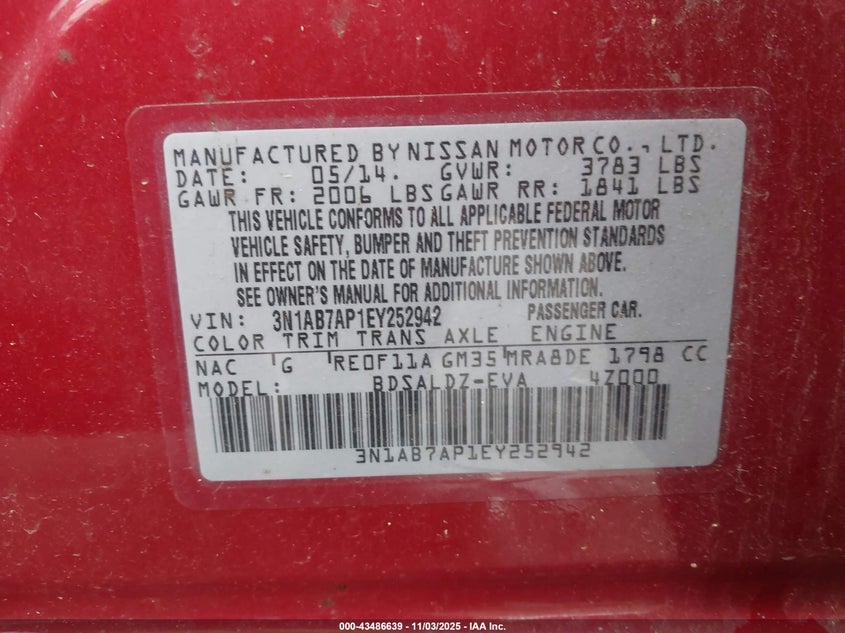 MANUFACTURED BY NISSAN MOTOR CO., LTD.
DATE: 05/14. GVWR: 3783 LBS
GAWR FR: 2006 LBS GAWR RR: 1841 LBS
THIS VEHICLE CONFORMS TO ALL APPLICABLE FEDERAL MOTOR
VEHICLE SAFETY, BUMPER AND THEFT PREVENTION STANDARDS
IN EFFECT ON THE DATE OF MANUFACTURE SHOWN ABOVE.
SEE OWNER'S MANUAL FOR ADDITIONAL INFORMATION.
VIN: 3N1AB7AP1EY252942 PASSENGER CAR.
COLOR TRIM TRANS AXLE ENGINE
NAC G RE0F11A GM35 MRA8DE 1798 CC
MODEL: BDSALDZ-EVA 4Z000
3N1AB7AP1EY252942
000-43486639 - 11/03/2025 - IAA Inc.